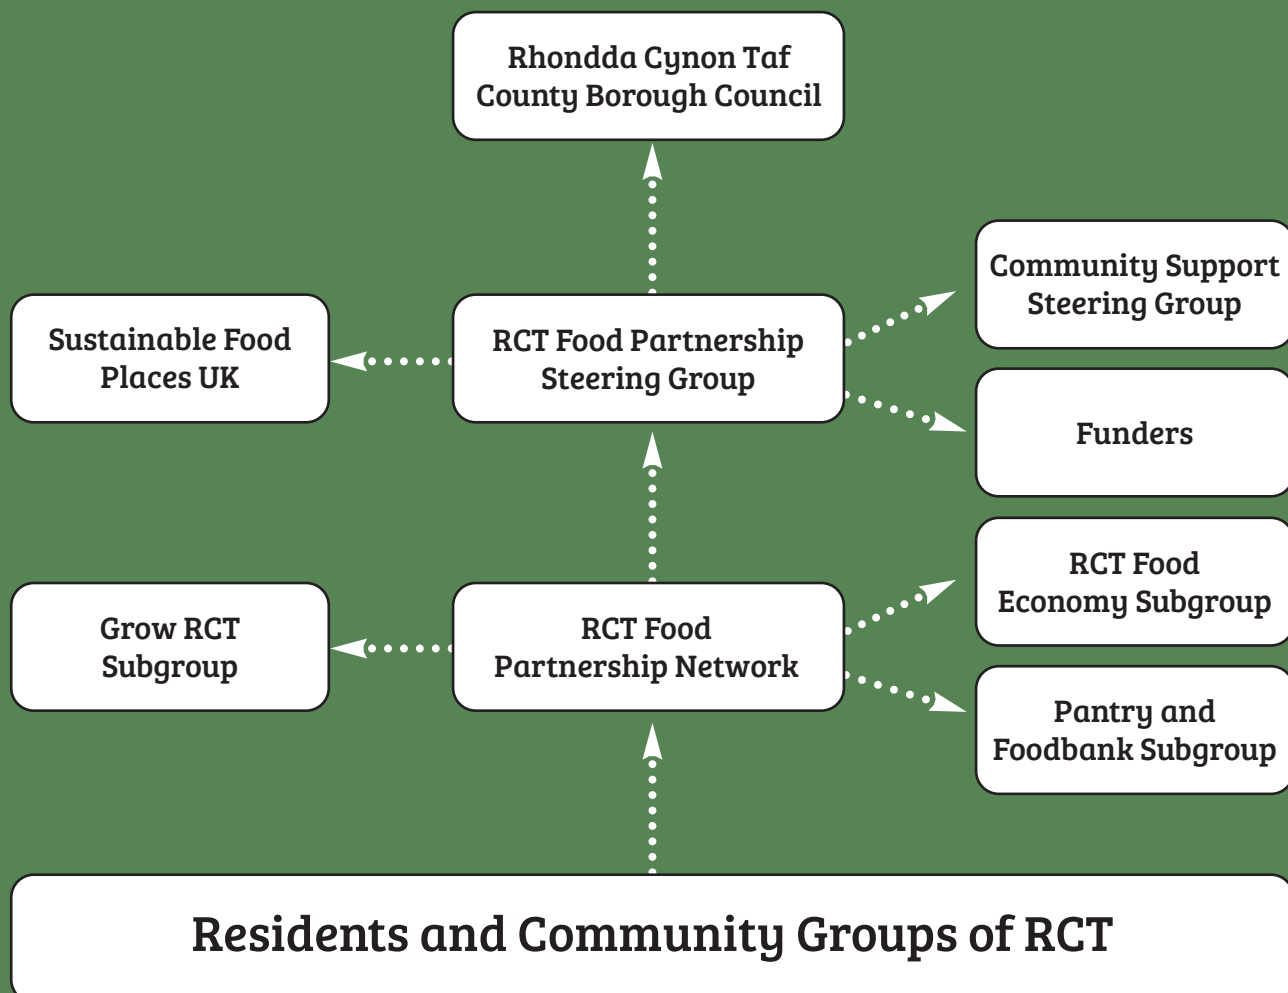 Rhondda Cynon Taf
County Borough Council
Community Support
Steering Group
Sustainable Food
Places UK
RCT Food Partnership
Steering Group
Funders
RCT Food
Economy Subgroup
Grow RCT
Subgroup
RCT Food
Partnership Network
Pantry and
Foodbank Subgroup
Residents and Community Groups of RCT